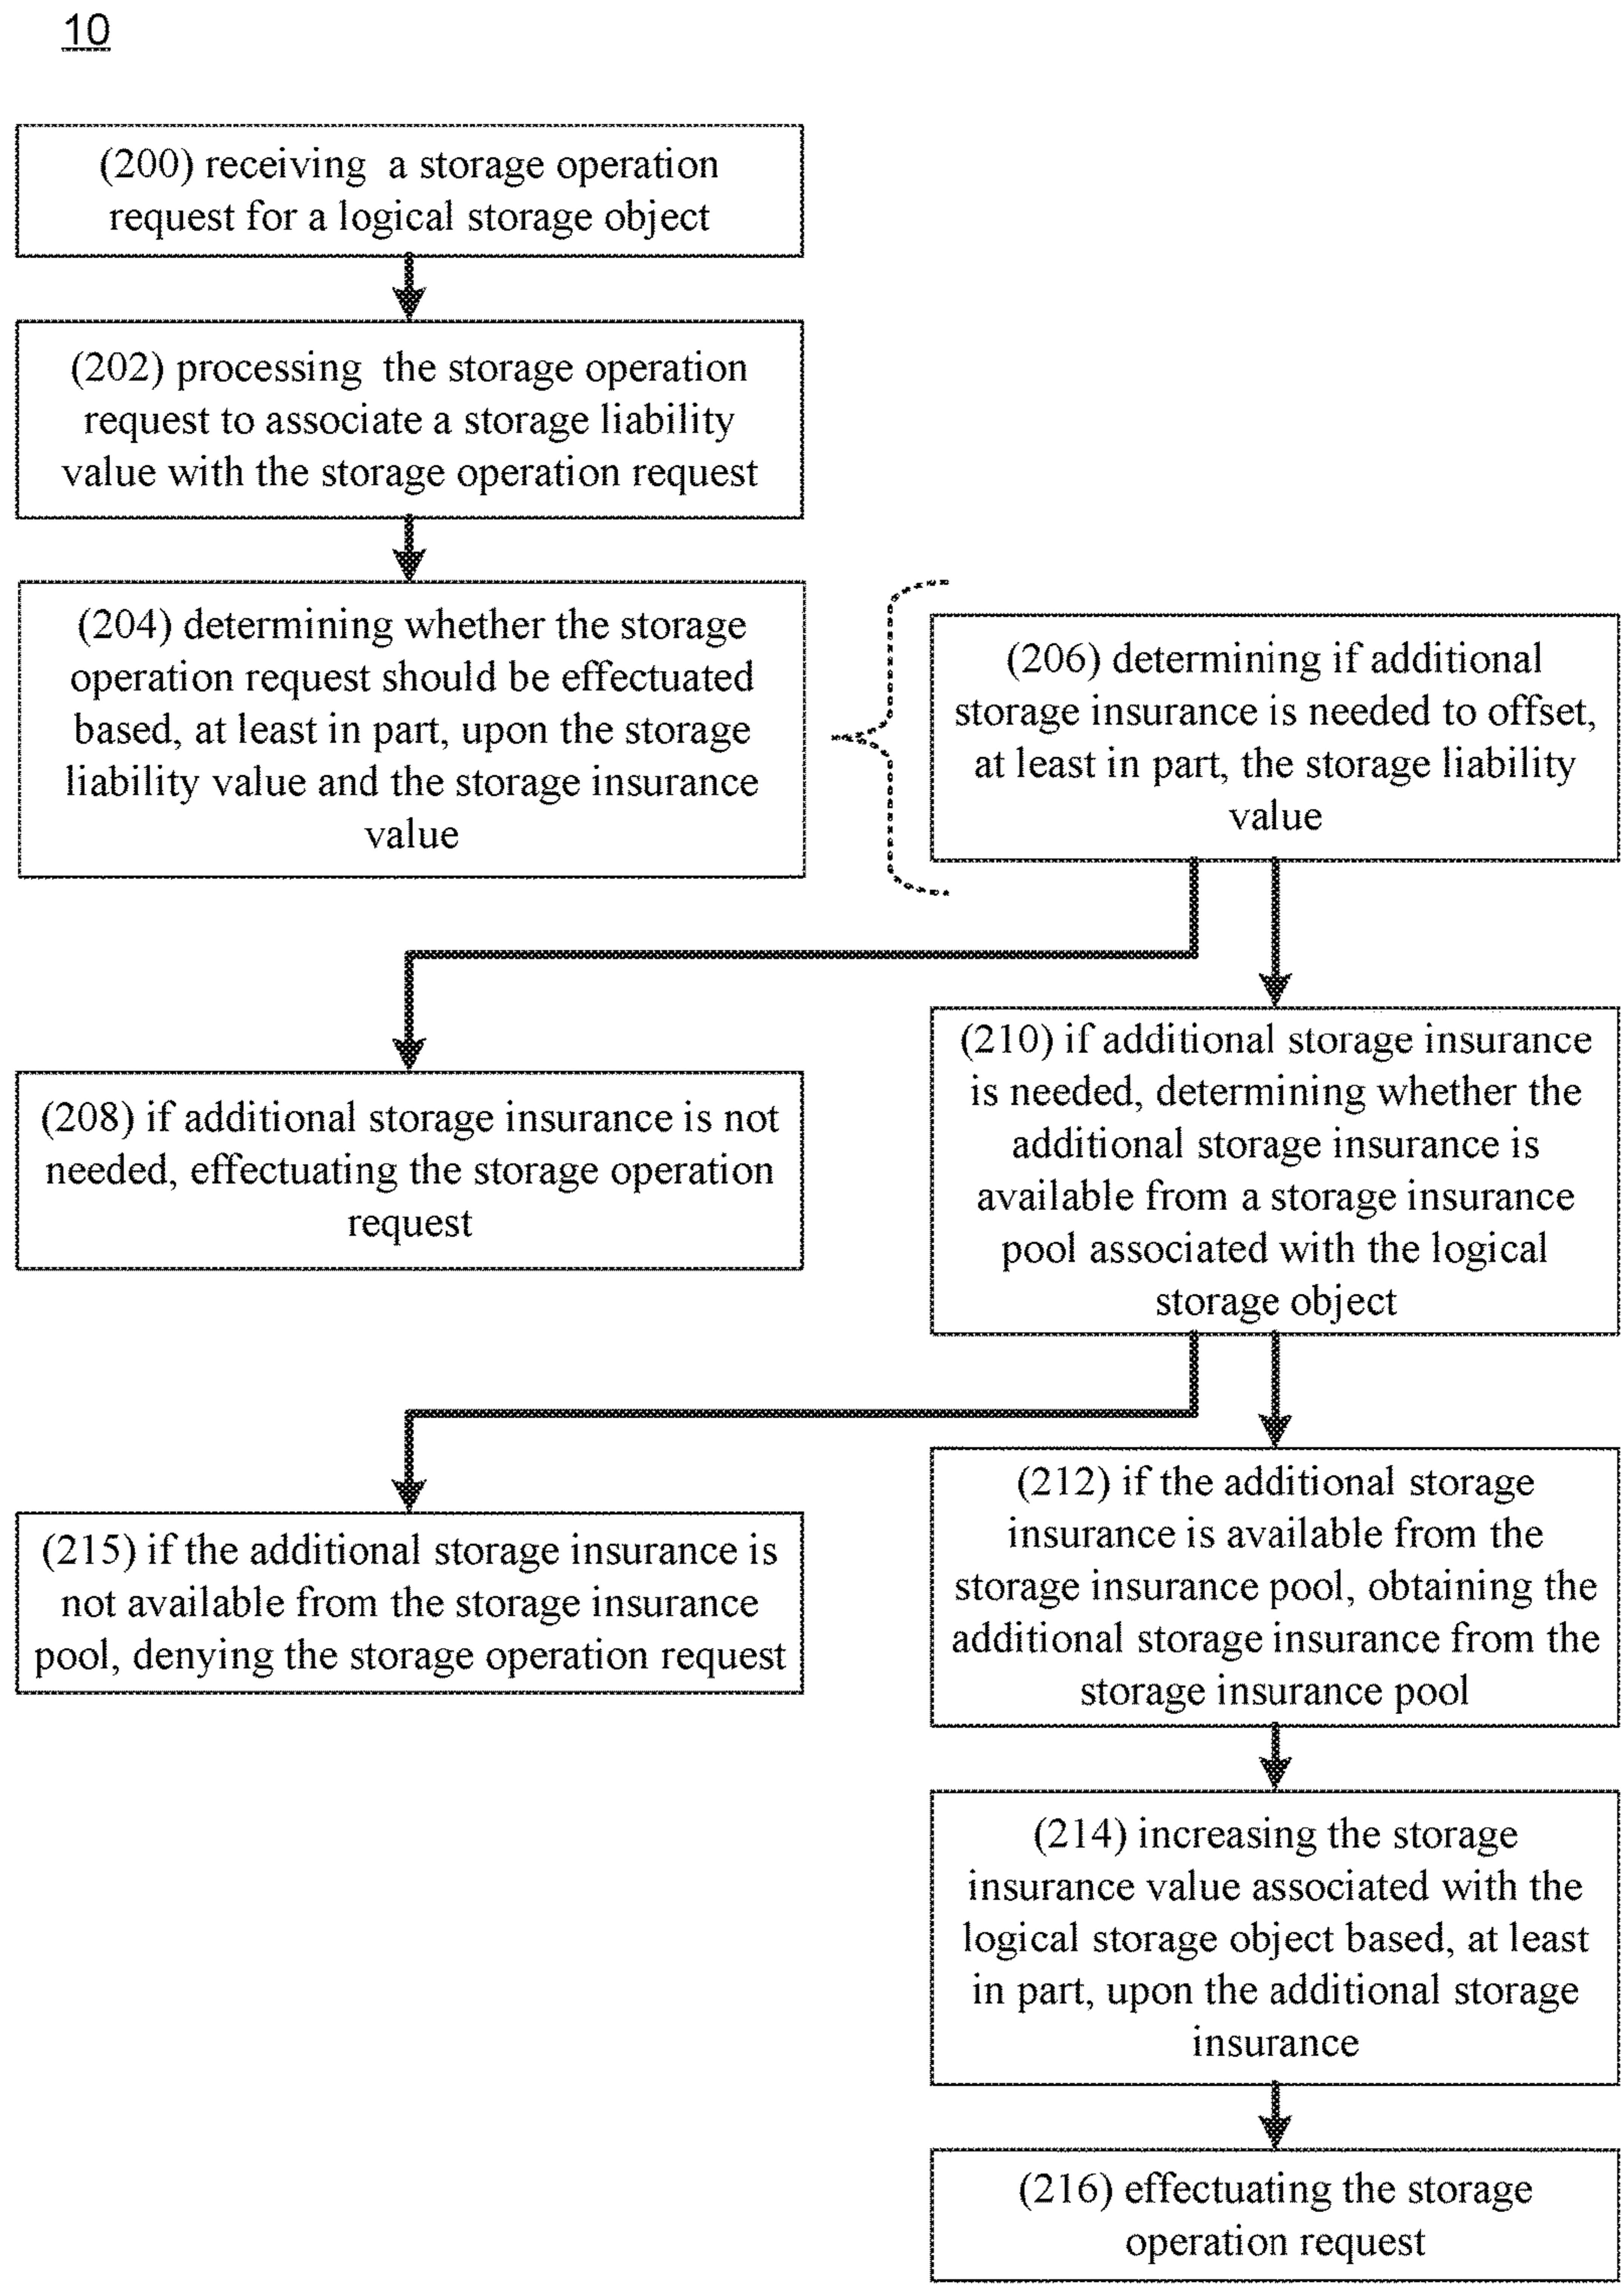 10
(200) receiving a storage operation
request for a logical storage object
(202) processing the storage operation
request to associate a storage liability
value with the storage operation request
(204) determining whether the storage
operation request should be effectuated
based, at least in part, upon the storage
liability value and the storage insurance
value
(206) determining if additional
storage insurance is needed to offset,
at least in part, the storage liability
value
(208) if additional storage insurance is not
needed, effectuating the storage operation
request
(210) if additional storage insurance
is needed, determining whether the
additional storage insurance is
available from a storage insurance
pool associated with the logical
storage object
(215) if the additional storage insurance is
not available from the storage insurance
pool, denying the storage operation request
(212) if the additional storage
insurance is available from the
storage insurance pool, obtaining the
additional storage insurance from the
storage insurance pool
(214) increasing the storage
insurance value associated with the
logical storage object based, at least
in part, upon the additional storage
insurance
(216) effectuating the storage
operation request